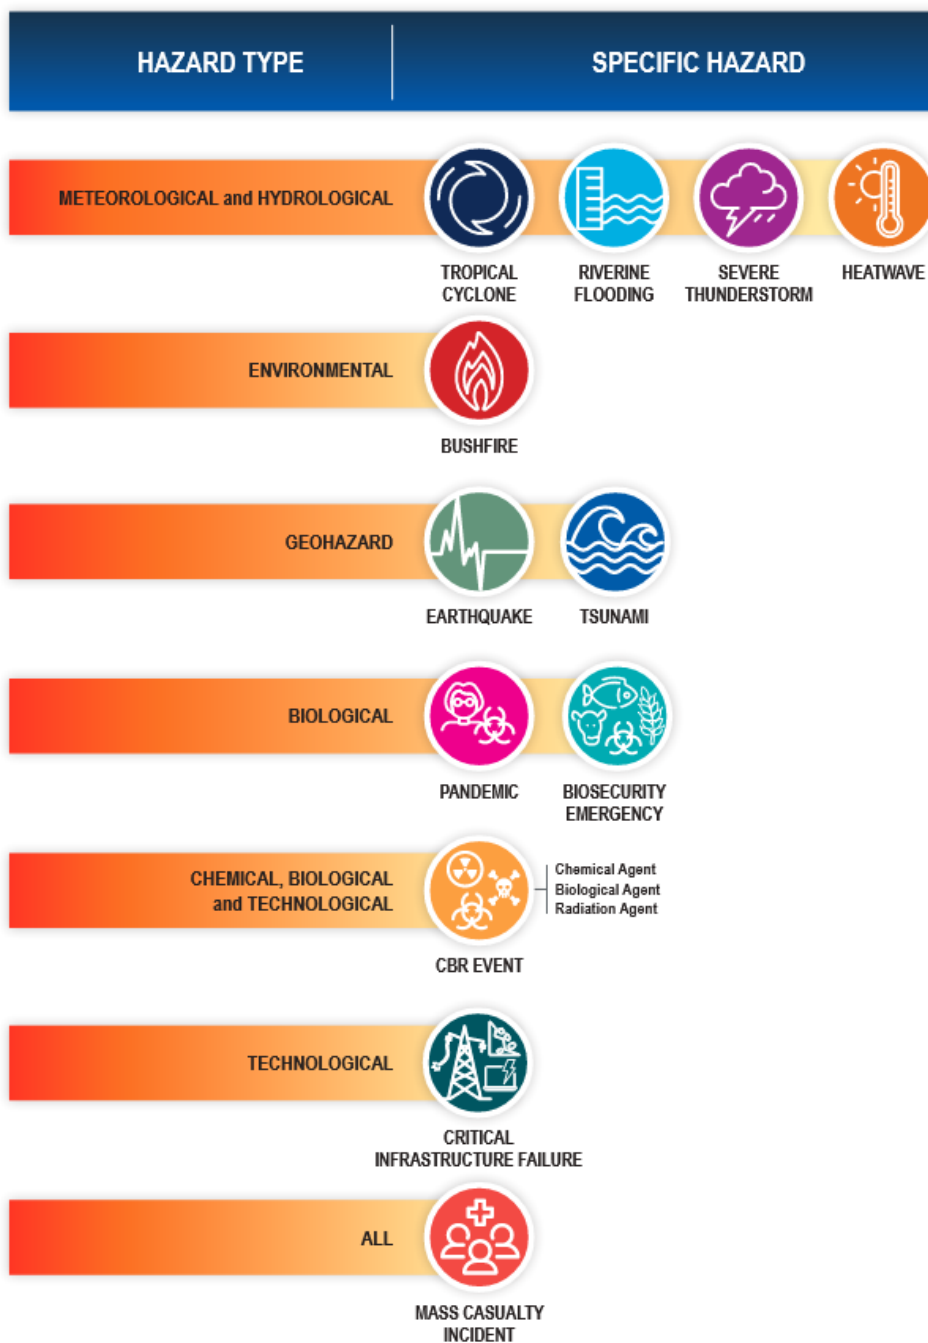 HAZARD TYPE
SPECIFIC HAZARD
METEOROLOGICAL and HYDROLOGICAL
TROPICAL
CYCLONE
RIVERINE
FLOODING
SEVERE
THUNDERSTORM
HEATWAVE
ENVIRONMENTAL
BUSHFIRE
GEOHAZARD
EARTHQUAKE
TSUNAMI
BIOLOGICAL
PANDEMIC
BIOSECURITY
EMERGENCY
CHEMICAL, BIOLOGICAL
and TECHNOLOGICAL
Chemical Agent
Biological Agent
Radiation Agent
CBR EVENT
TECHNOLOGICAL
CRITICAL
INFRASTRUCTURE FAILURE
ALL
MASS CASUALTY
INCIDENT